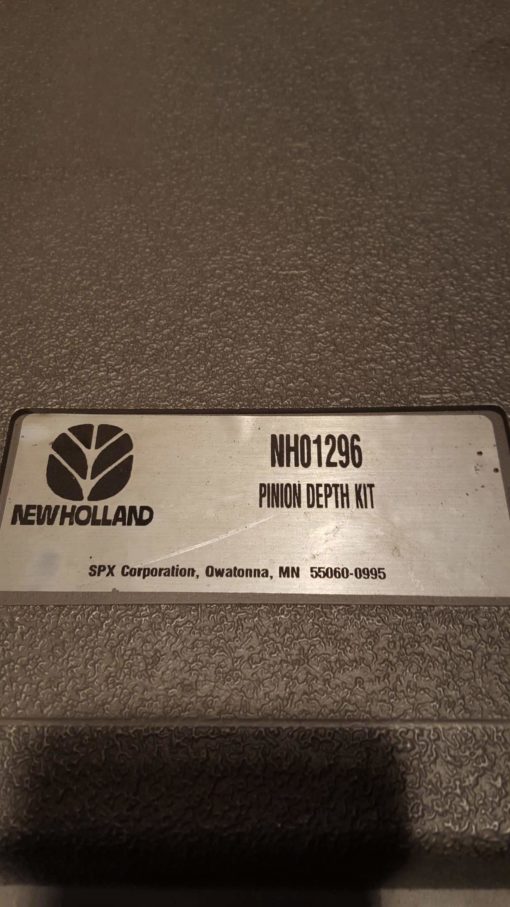 NH01296
PINION DEPTH KIT
NEW HOLLAND
SPX Corporation, Owatonna, MN 55060-0995